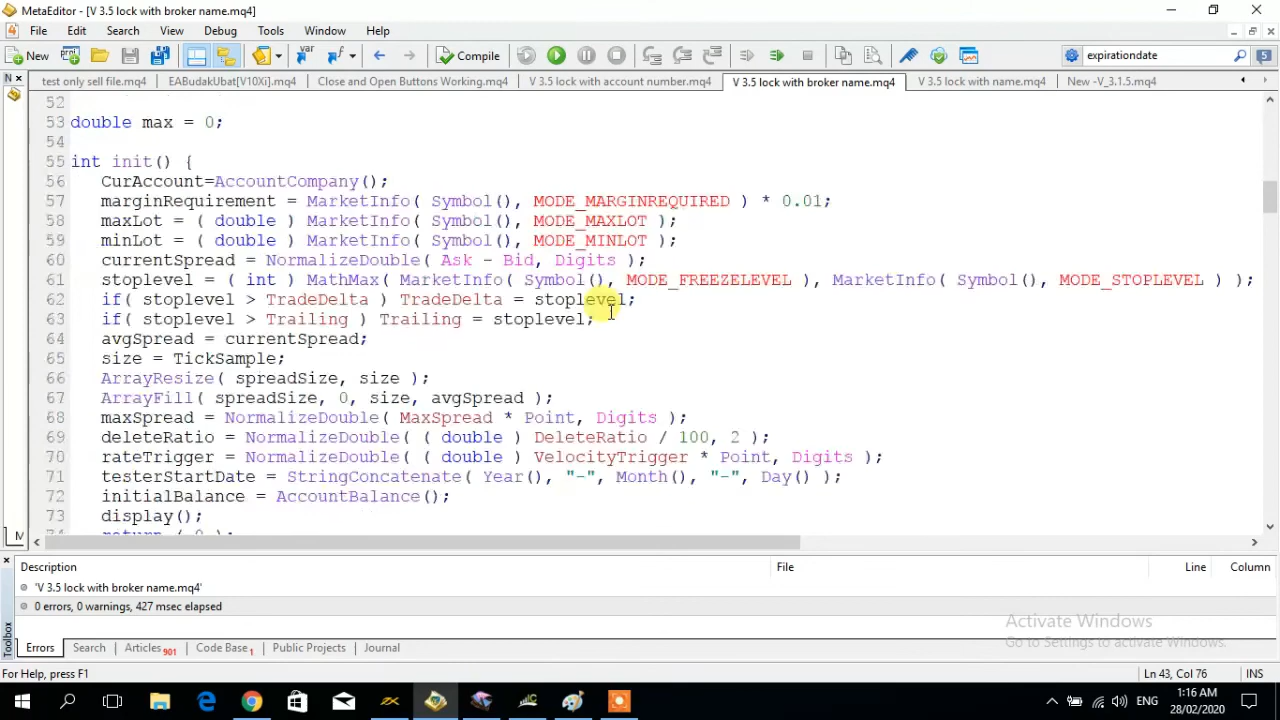 MetaEditor - [V 3.5 lock with broker name.mq4]
File Edit Search View Debug Tools Window Help
New Compile expirationdate 5
N test only sell file.mq4 EABudakUbat[V10Xi].mq4 Close and Open Buttons Working.mq4 V 3.5 lock with account number.mq4 V 3.5 lock with broker name.mq4 V 3.5 lock with name.mq4 New -V_3.1.5.mq4
52
53 double max = 0;
54
55 int init() {
56 CurAccount=AccountCompany();
57 marginRequirement = MarketInfo( Symbol(), MODE_MARGINREQUIRED ) * 0.01;
58 maxLot = ( double ) MarketInfo( Symbol(), MODE_MAXLOT );
59 minLot = ( double ) MarketInfo( Symbol(), MODE_MINLOT );
60 currentSpread = NormalizeDouble( Ask - Bid, Digits );
61 stoplevel = ( int ) MathMax( MarketInfo( Symbol(), MODE_FREEZELEVEL ), MarketInfo( Symbol(), MODE_STOPLEVEL ) );
62 if( stoplevel > TradeDelta ) TradeDelta = stoplevel;
63 if( stoplevel > Trailing ) Trailing = stoplevel;
64 avgSpread = currentSpread;
65 size = TickSample;
66 ArrayResize( spreadSize, size );
67 ArrayFill( spreadSize, 0, size, avgSpread );
68 maxSpread = NormalizeDouble( MaxSpread * Point, Digits );
69 deleteRatio = NormalizeDouble( ( double ) DeleteRatio / 100, 2 );
70 rateTrigger = NormalizeDouble( ( double ) VelocityTrigger * Point, Digits );
71 testerStartDate = StringConcatenate( Year(), "-", Month(), "-", Day() );
72 initialBalance = AccountBalance();
73 display();
74 return ( 0 );
M
Description File Line Column
'V 3.5 lock with broker name.mq4'
0 errors, 0 warnings, 427 msec elapsed
Activate Windows
Go to Settings to activate Windows.
Toolbox
Errors Search Articles 901 Code Base 1 Public Projects Journal
For Help, press F1 Ln 43, Col 76 INS
ENG 1:16 AM
28/02/2020